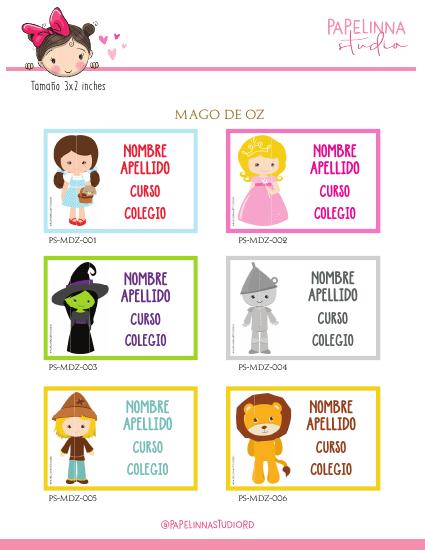 PAPELINNA
studio
Tamaño 3x2 inches
MAGO DE OZ
NOMBRE
APELLIDO
CURSO
COLEGIO
PS-MDZ-001
NOMBRE
APELLIDO
CURSO
COLEGIO
PS-MDZ-002
NOMBRE
APELLIDO
CURSO
COLEGIO
PS-MDZ-003
NOMBRE
APELLIDO
CURSO
COLEGIO
PS-MDZ-004
NOMBRE
APELLIDO
CURSO
COLEGIO
PS-MDZ-005
NOMBRE
APELLIDO
CURSO
COLEGIO
PS-MDZ-006
@PAPELINNASTUDIORD